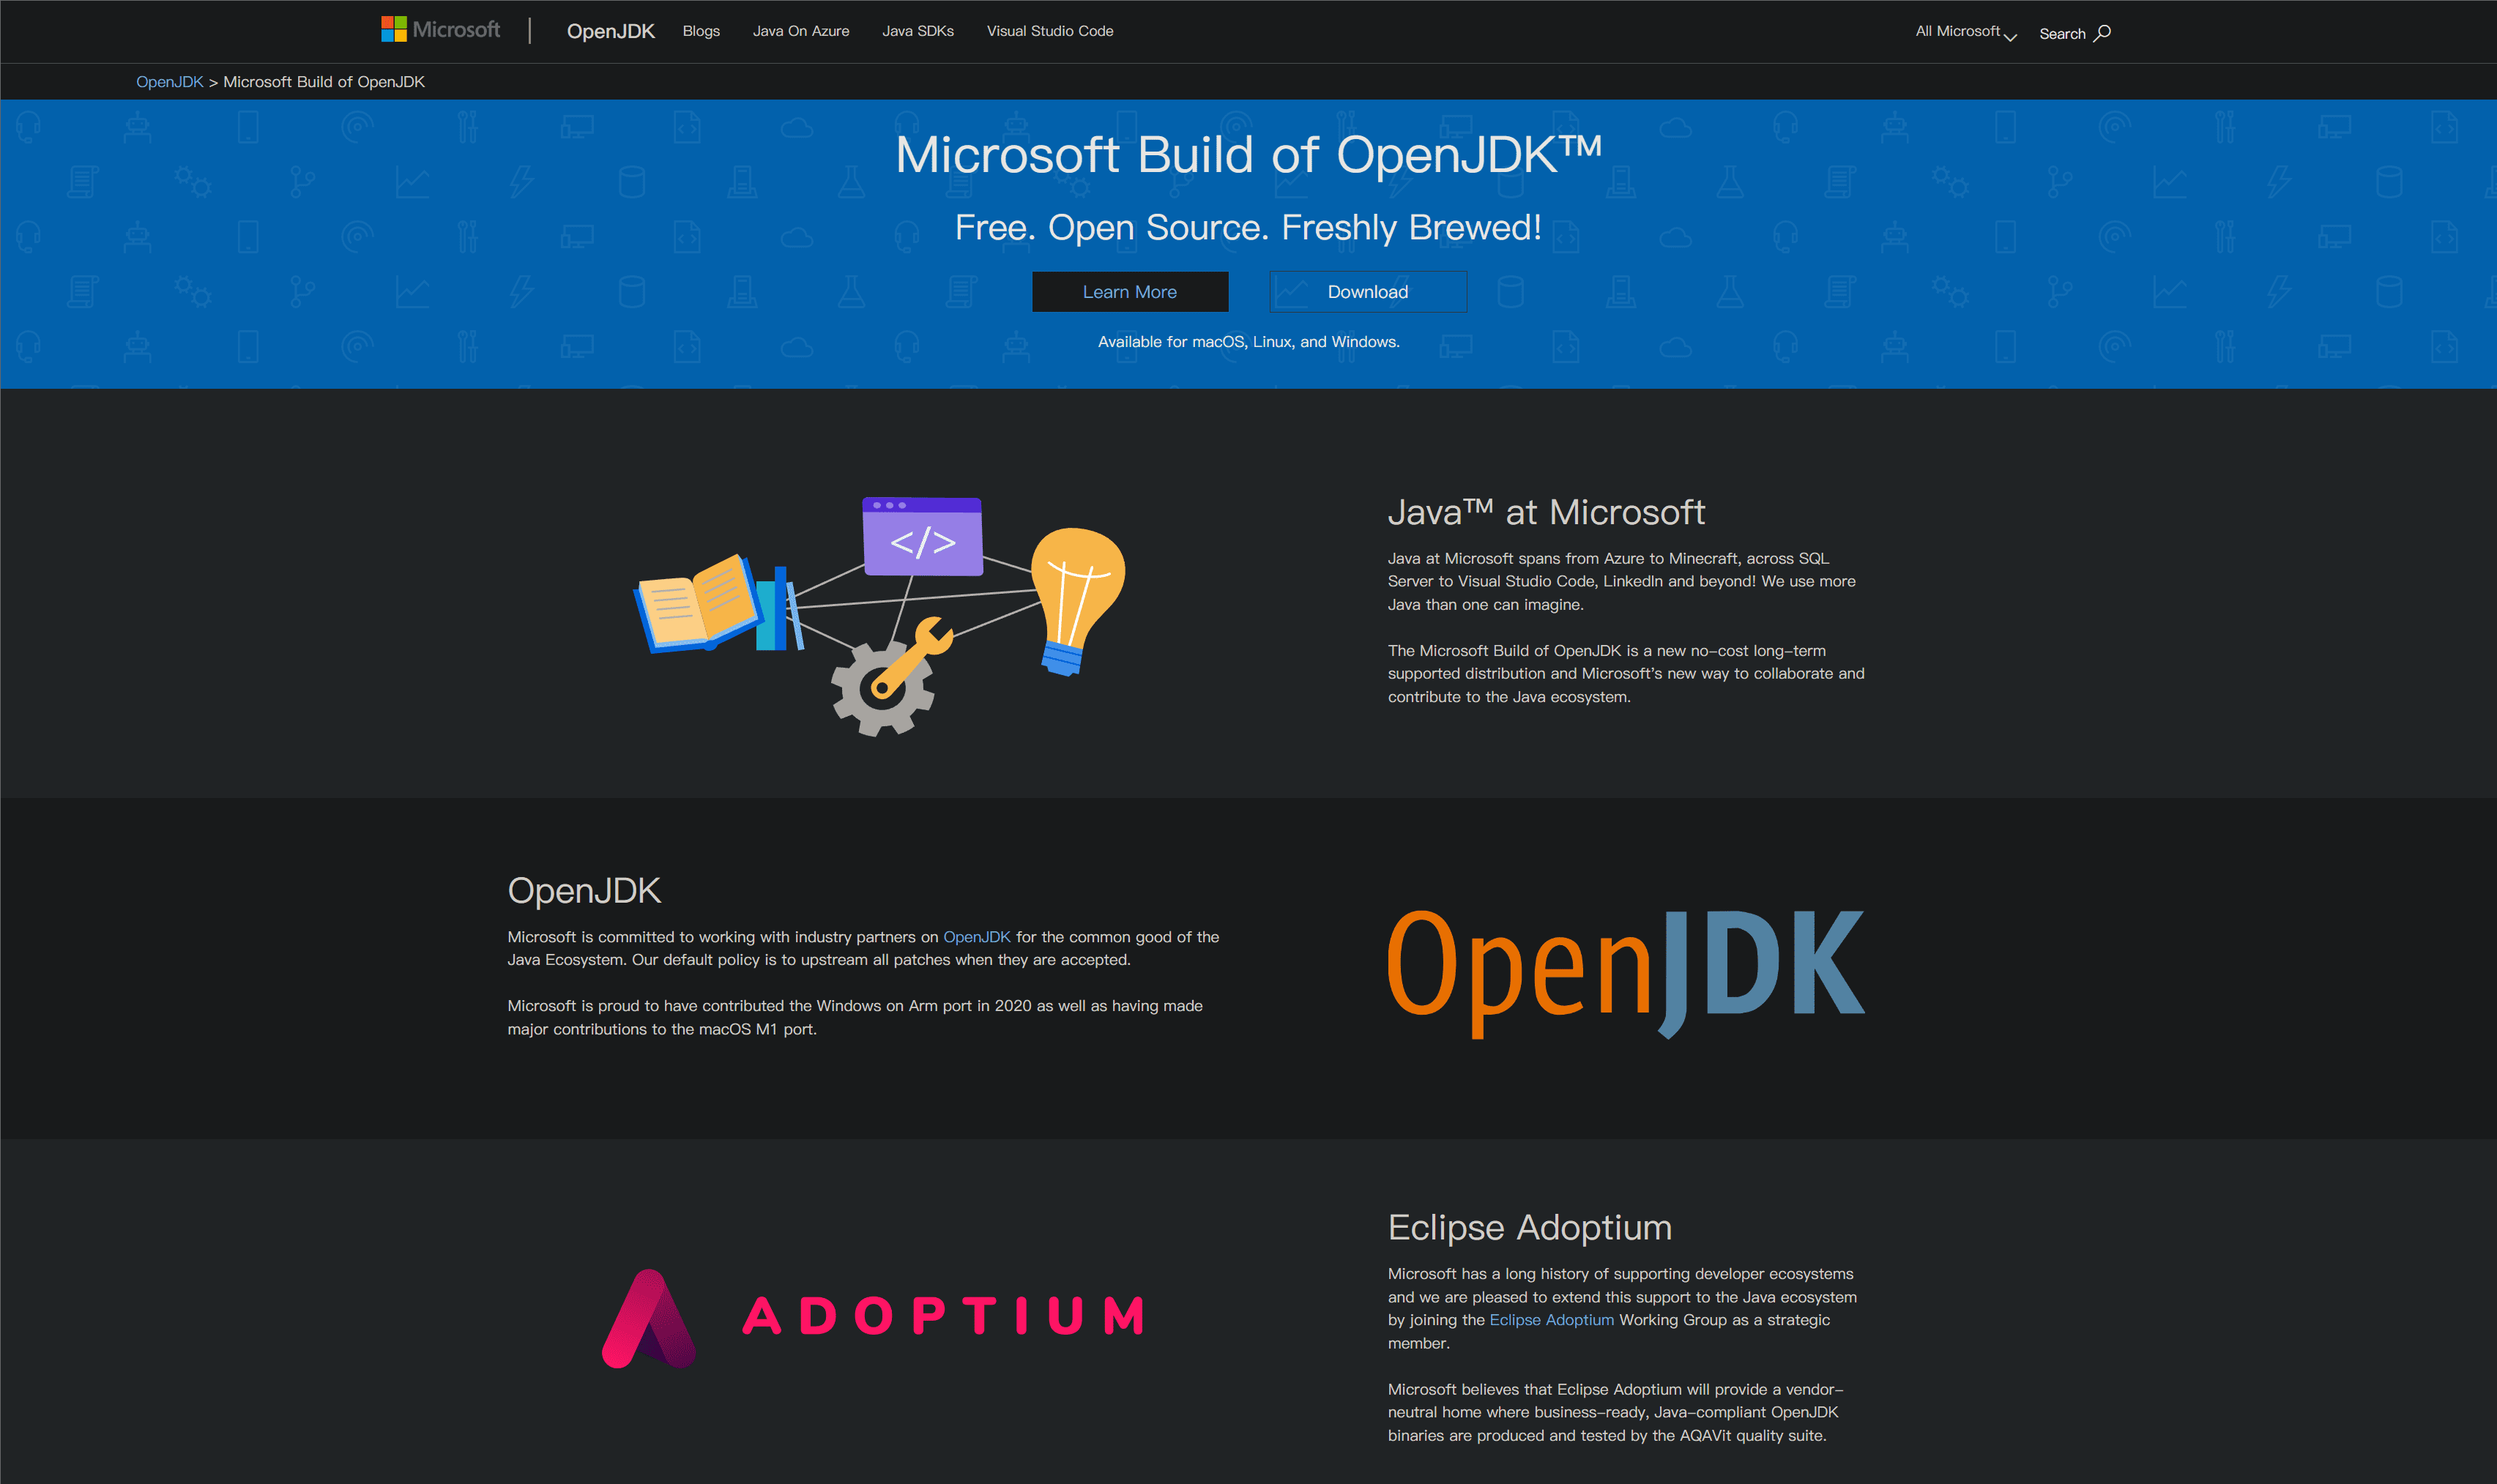 Microsoft | OpenJDK Blogs Java On Azure Java SDKs Visual Studio Code All Microsoft Search
OpenJDK > Microsoft Build of OpenJDK
Microsoft Build of OpenJDK™
Free. Open Source. Freshly Brewed!
Learn More Download
Available for macOS, Linux, and Windows.
</>
Java™ at Microsoft
Java at Microsoft spans from Azure to Minecraft, across SQL
Server to Visual Studio Code, LinkedIn and beyond! We use more
Java than one can imagine.
The Microsoft Build of OpenJDK is a new no-cost long-term
supported distribution and Microsoft's new way to collaborate and
contribute to the Java ecosystem.
OpenJDK
Microsoft is committed to working with industry partners on OpenJDK for the common good of the
Java Ecosystem. Our default policy is to upstream all patches when they are accepted.
Microsoft is proud to have contributed the Windows on Arm port in 2020 as well as having made
major contributions to the macOS M1 port.
OpenJDK
ADOPTIUM
Eclipse Adoptium
Microsoft has a long history of supporting developer ecosystems
and we are pleased to extend this support to the Java ecosystem
by joining the Eclipse Adoptium Working Group as a strategic
member.
Microsoft believes that Eclipse Adoptium will provide a vendor-
neutral home where business-ready, Java-compliant OpenJDK
binaries are produced and tested by the AQAVit quality suite.